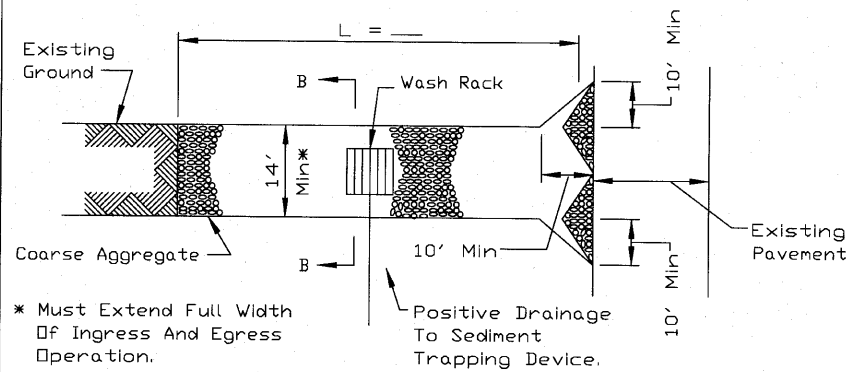 L = ___
Existing
Ground
B
Wash Rack
10' Min
14'
Min*
Coarse Aggregate
B
10' Min
Existing
Pavement
10' Min
* Must Extend Full Width
Of Ingress And Egress
Operation.
Positive Drainage
To Sediment
Trapping Device.